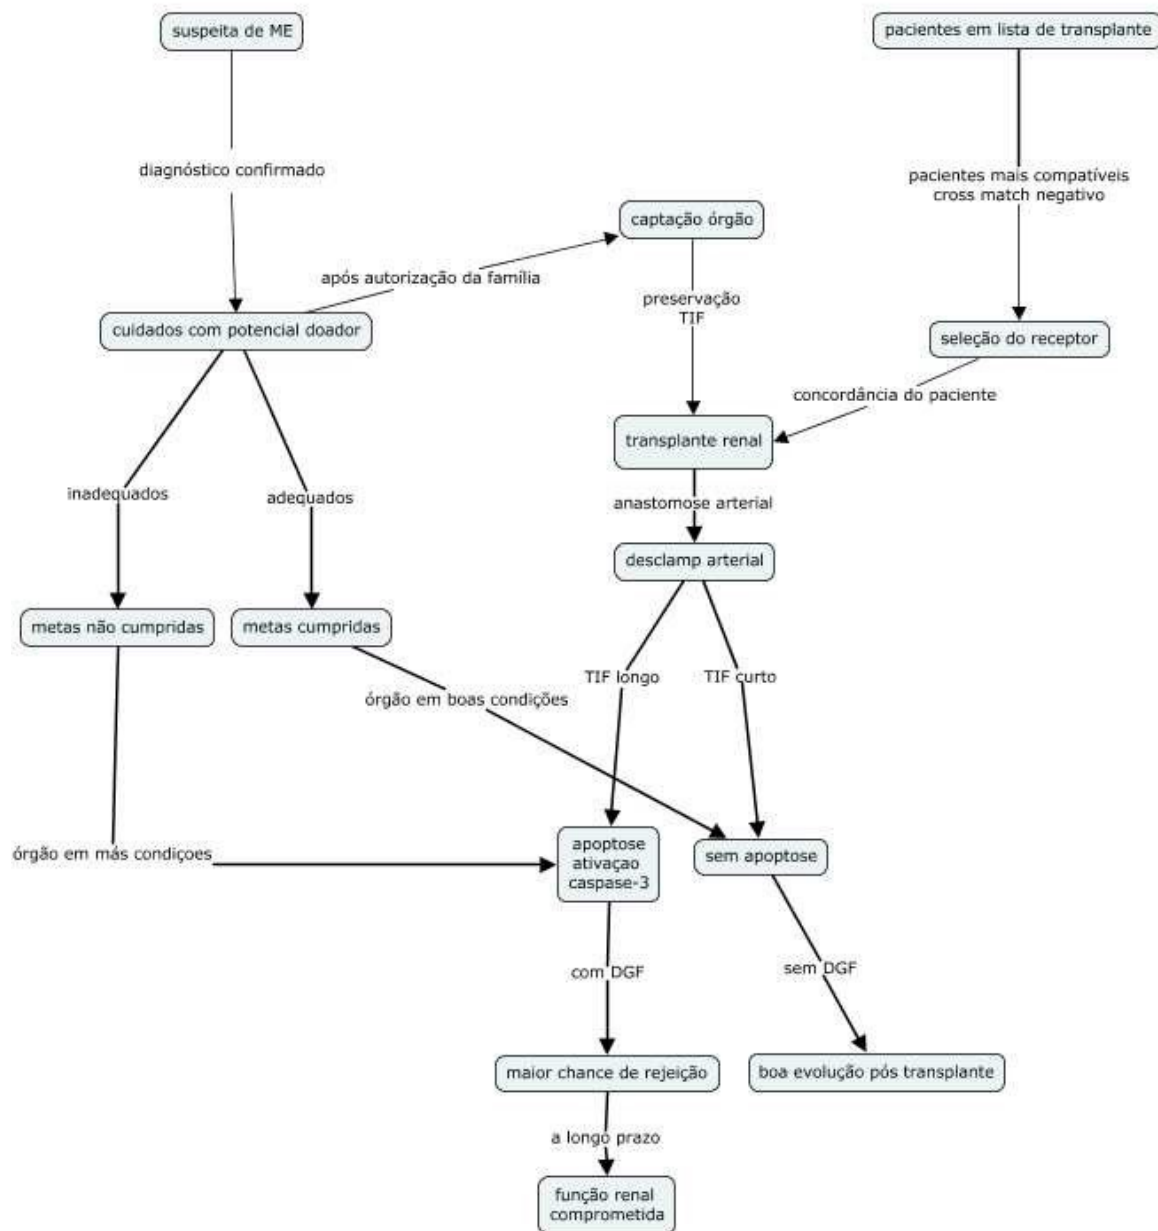 suspeita de ME
pacientes em lista de transplante
diagnóstico confirmado
pacientes mais compatíveis
cross match negativo
captação órgão
após autorização da família
preservação
TIF
cuidados com potencial doador
seleção do receptor
concordância do paciente
transplante renal
inadequados
adequados
anastomose arterial
desclamp arterial
metas não cumpridas
metas cumpridas
TIF longo
TIF curto
órgão em boas condições
órgão em más condiçoes
apoptose
ativaçao
caspase-3
sem apoptose
com DGF
sem DGF
maior chance de rejeição
boa evolução pós transplante
a longo prazo
função renal
comprometida